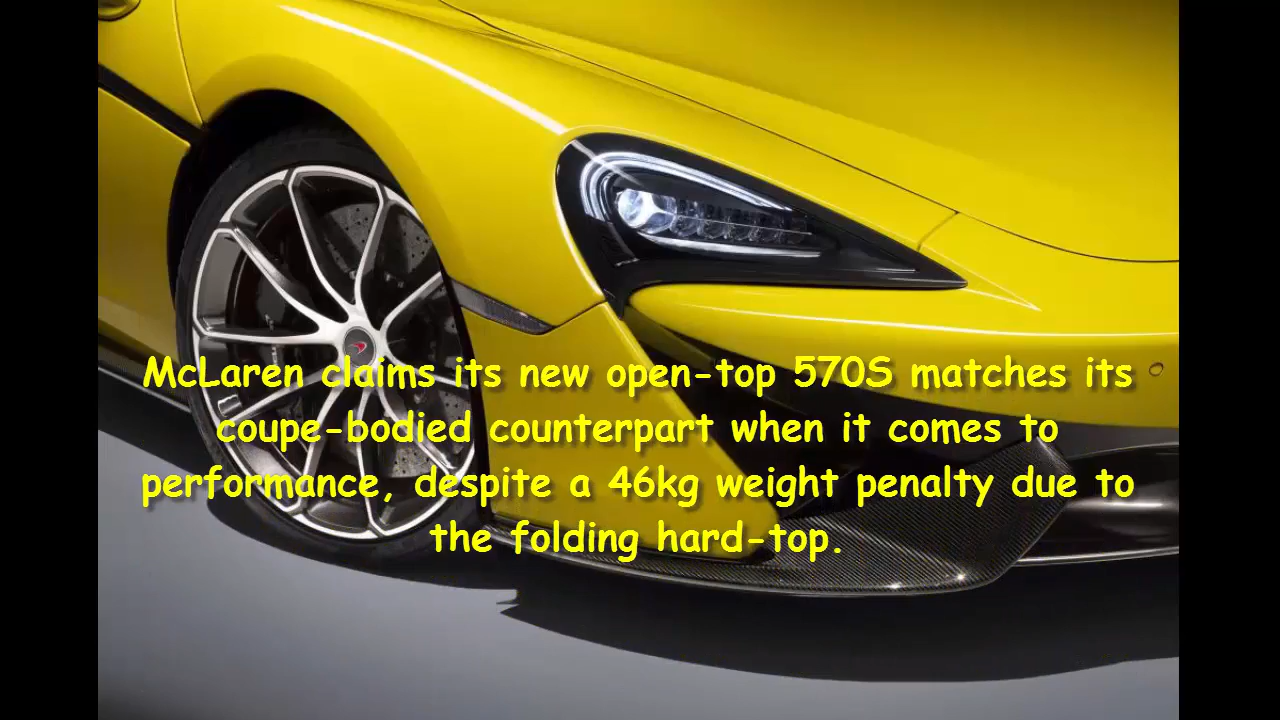 McLaren claims its new open-top 570S matches its
coupe-bodied counterpart when it comes to
performance, despite a 46kg weight penalty due to
the folding hard-top.